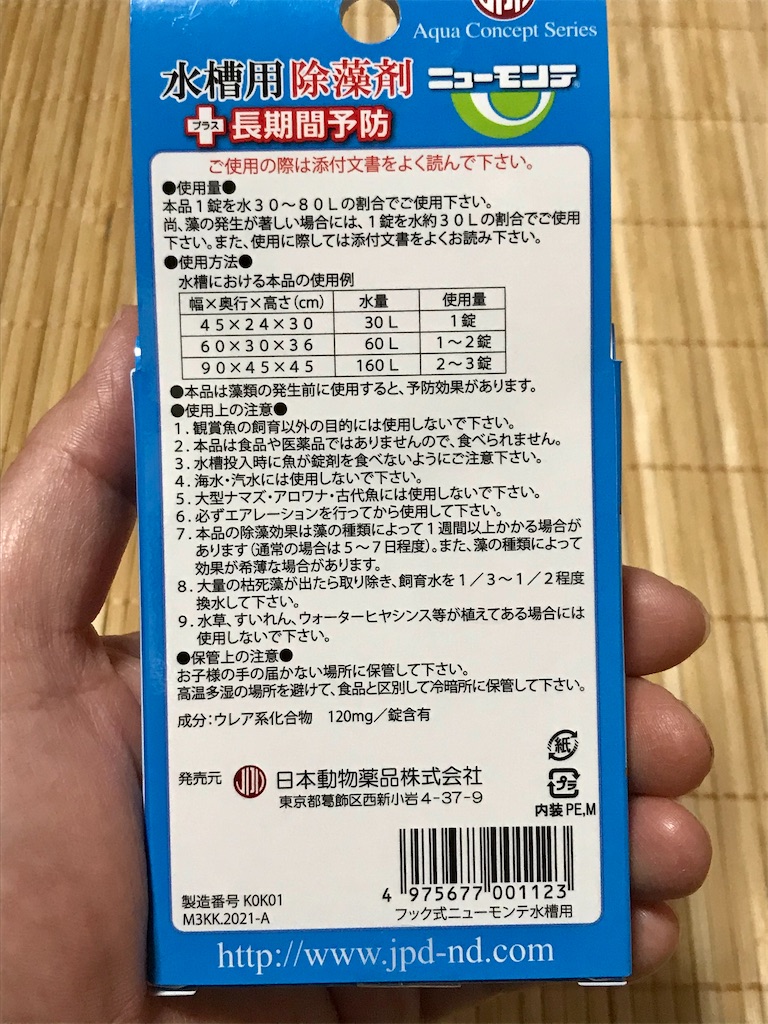 Aqua Concept Series
水槽用除藻剤 ニューモンテ®
プラス 長期間予防
ご使用の際は添付文書をよく読んで下さい。
●使用量●
本品1錠を水30~80Lの割合でご使用下さい。
尚、藻の発生が著しい場合には、1錠を水約30Lの割合でご使用
下さい。また、使用に際しては添付文書をよくお読み下さい。
●使用方法●
水槽における本品の使用例
幅×奥行×高さ(cm) 水量 使用量
45×24×30 30L 1錠
60×30×36 60L 1~2錠
90×45×45 160L 2~3錠
●本品は藻類の発生前に使用すると、予防効果があります。
●使用上の注意●
1. 観賞魚の飼育以外の目的には使用しないで下さい。
2. 本品は食品や医薬品ではありませんので、食べられません。
3. 水槽投入時に魚が錠剤を食べないようにご注意下さい。
4. 海水・汽水には使用しないで下さい。
5. 大型ナマズ・アロワナ・古代魚には使用しないで下さい。
6. 必ずエアレーションを行ってから使用して下さい。
7. 本品の除藻効果は藻の種類によって1週間以上かかる場合が
あります(通常の場合は5~7日程度)。また、藻の種類によって
効果が希薄な場合があります。
8. 大量の枯死藻が出たら取り除き、飼育水を1/3~1/2程度
換水して下さい。
9. 水草、すいれん、ウォーターヒヤシンス等が植えてある場合には
使用しないで下さい。
●保管上の注意●
お子様の手の届かない場所に保管して下さい。
高温多湿の場所を避けて、食品と区別して冷暗所に保管して下さい。
成分:ウレア系化合物 120mg/錠含有
紙
発売元 日本動物薬品株式会社
プラ
東京都葛飾区西新小岩4-37-9
内装PE,M
4 975677 001123
製造番号 K0K01
M3KK.2021-A
フック式ニューモンテ水槽用
http://www.jpd-nd.com